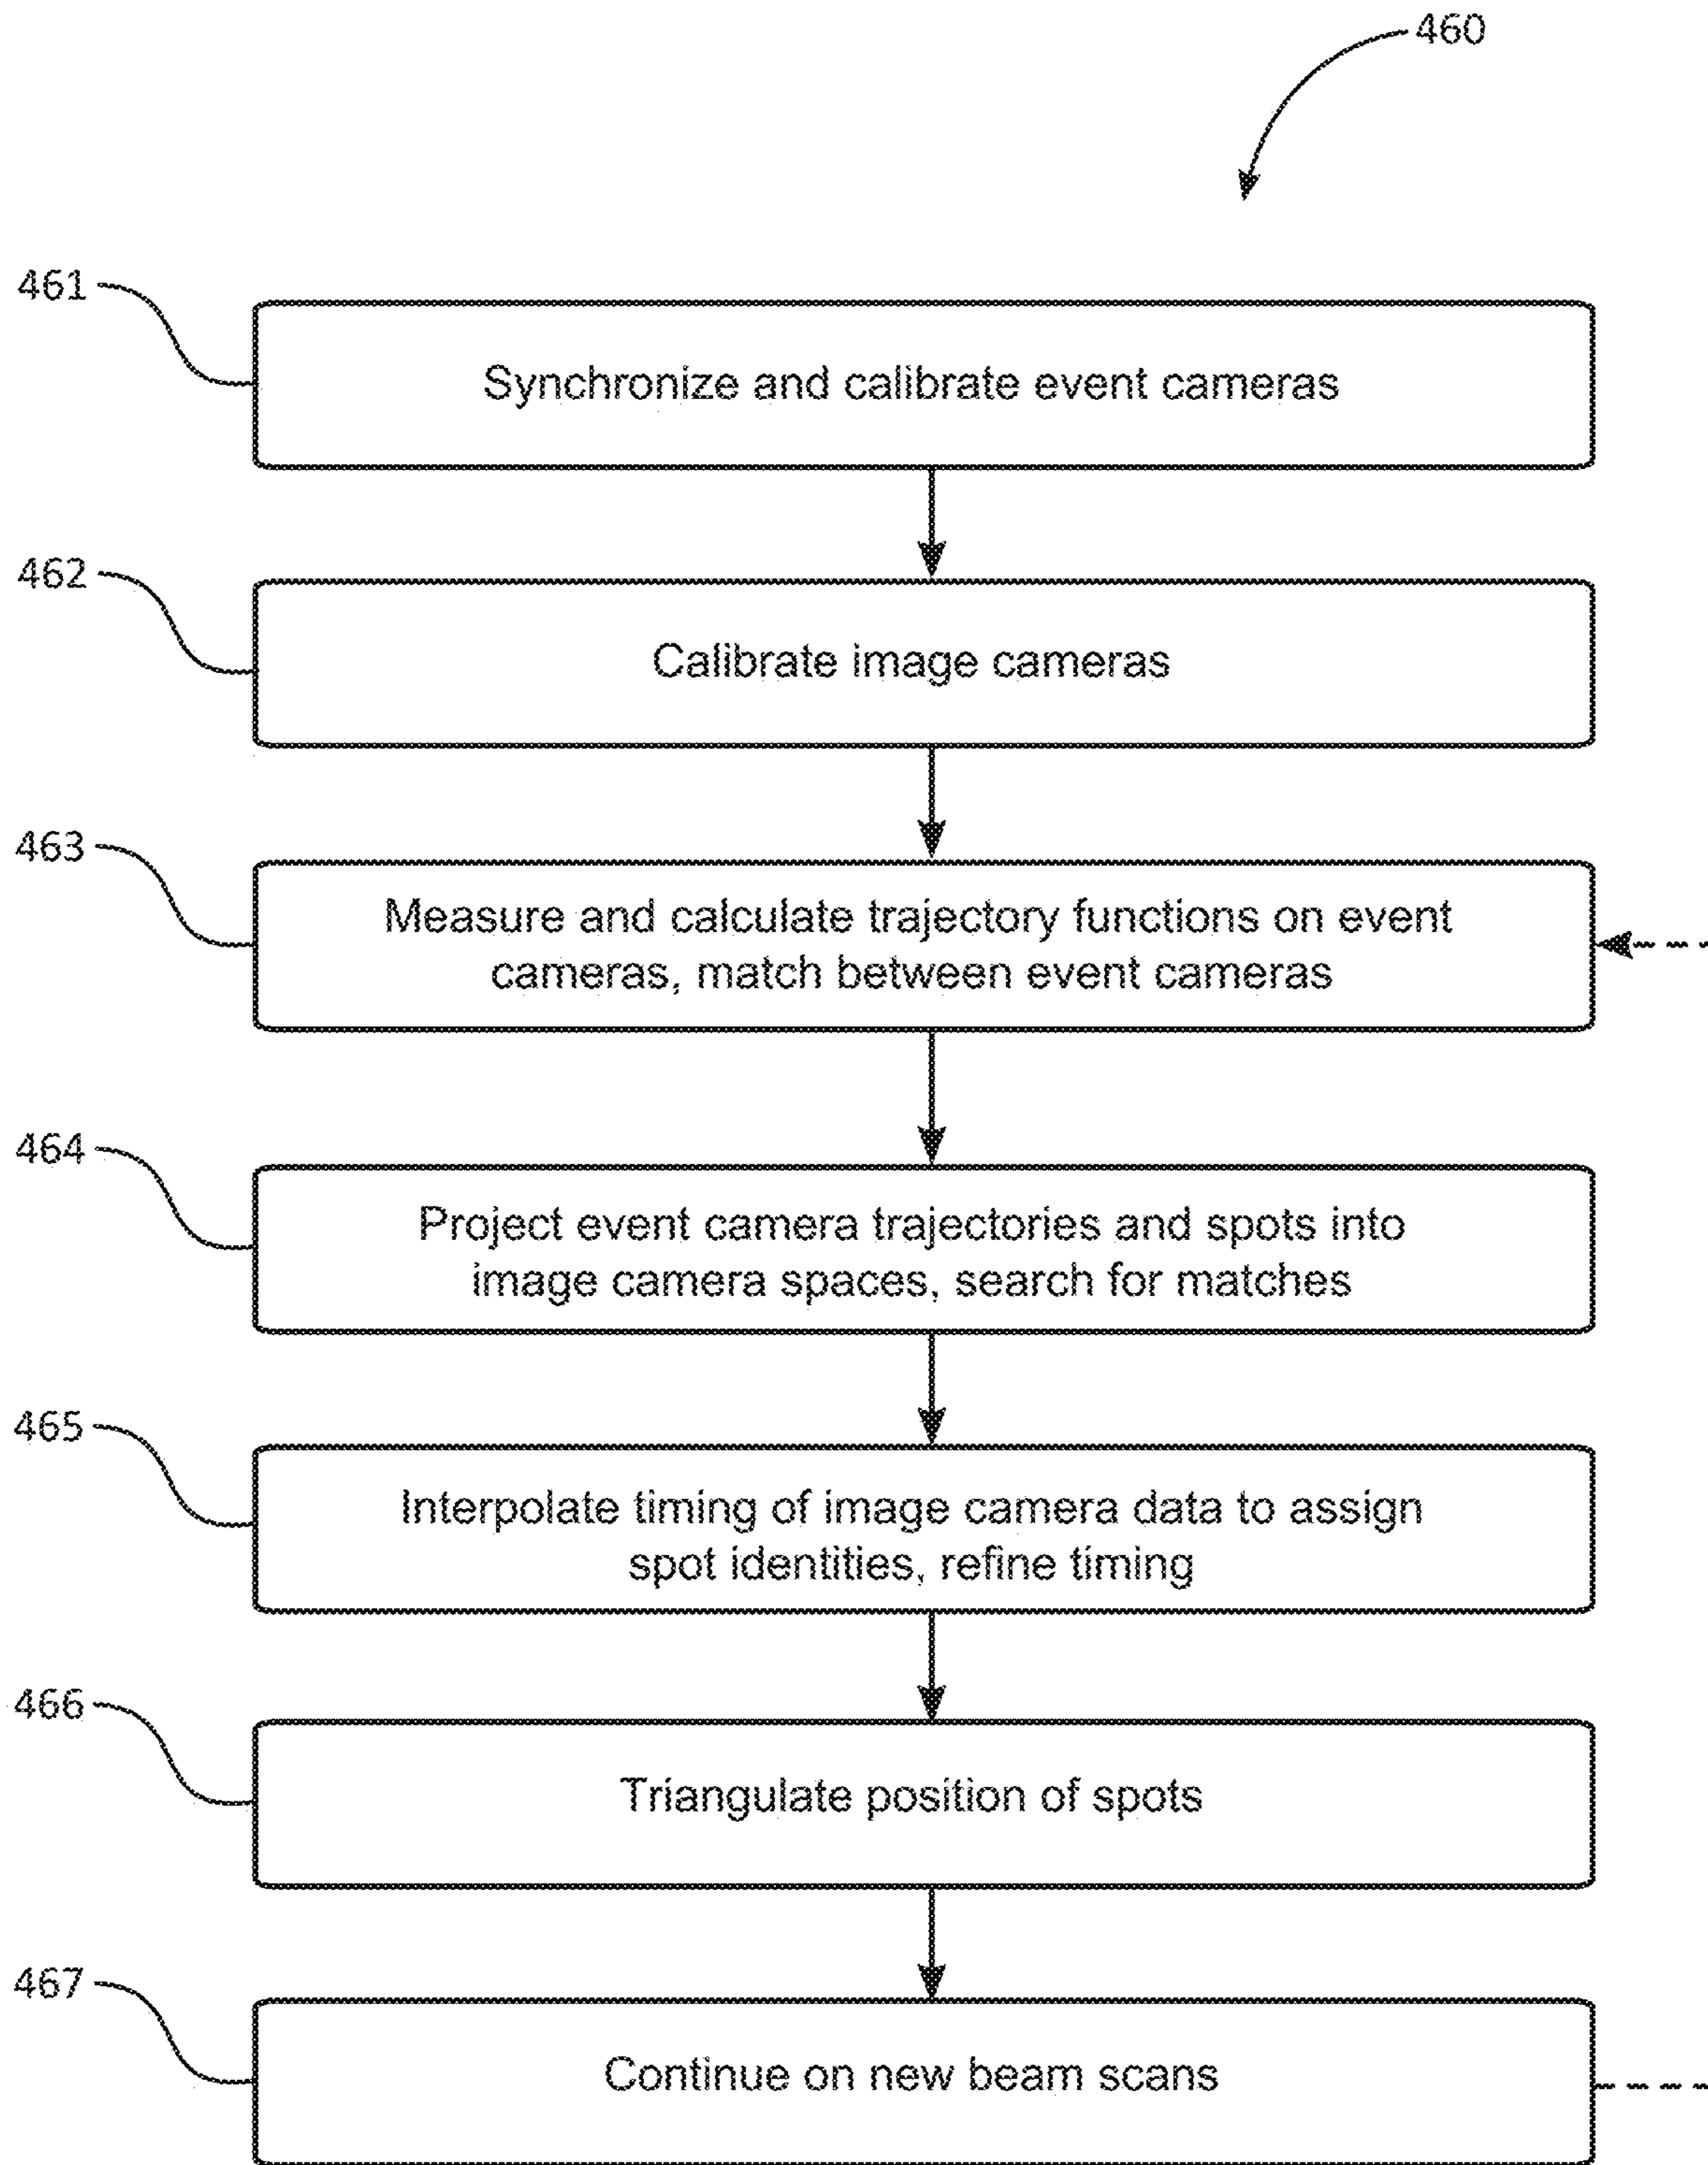 460
461
Synchronize and calibrate event cameras
462
Calibrate image cameras
463
Measure and calculate trajectory functions on event
cameras, match between event cameras
464
Project event camera trajectories and spots into
image camera spaces, search for matches
465
Interpolate timing of image camera data to assign
spot identities, refine timing
466
Triangulate position of spots
467
Continue on new beam scans